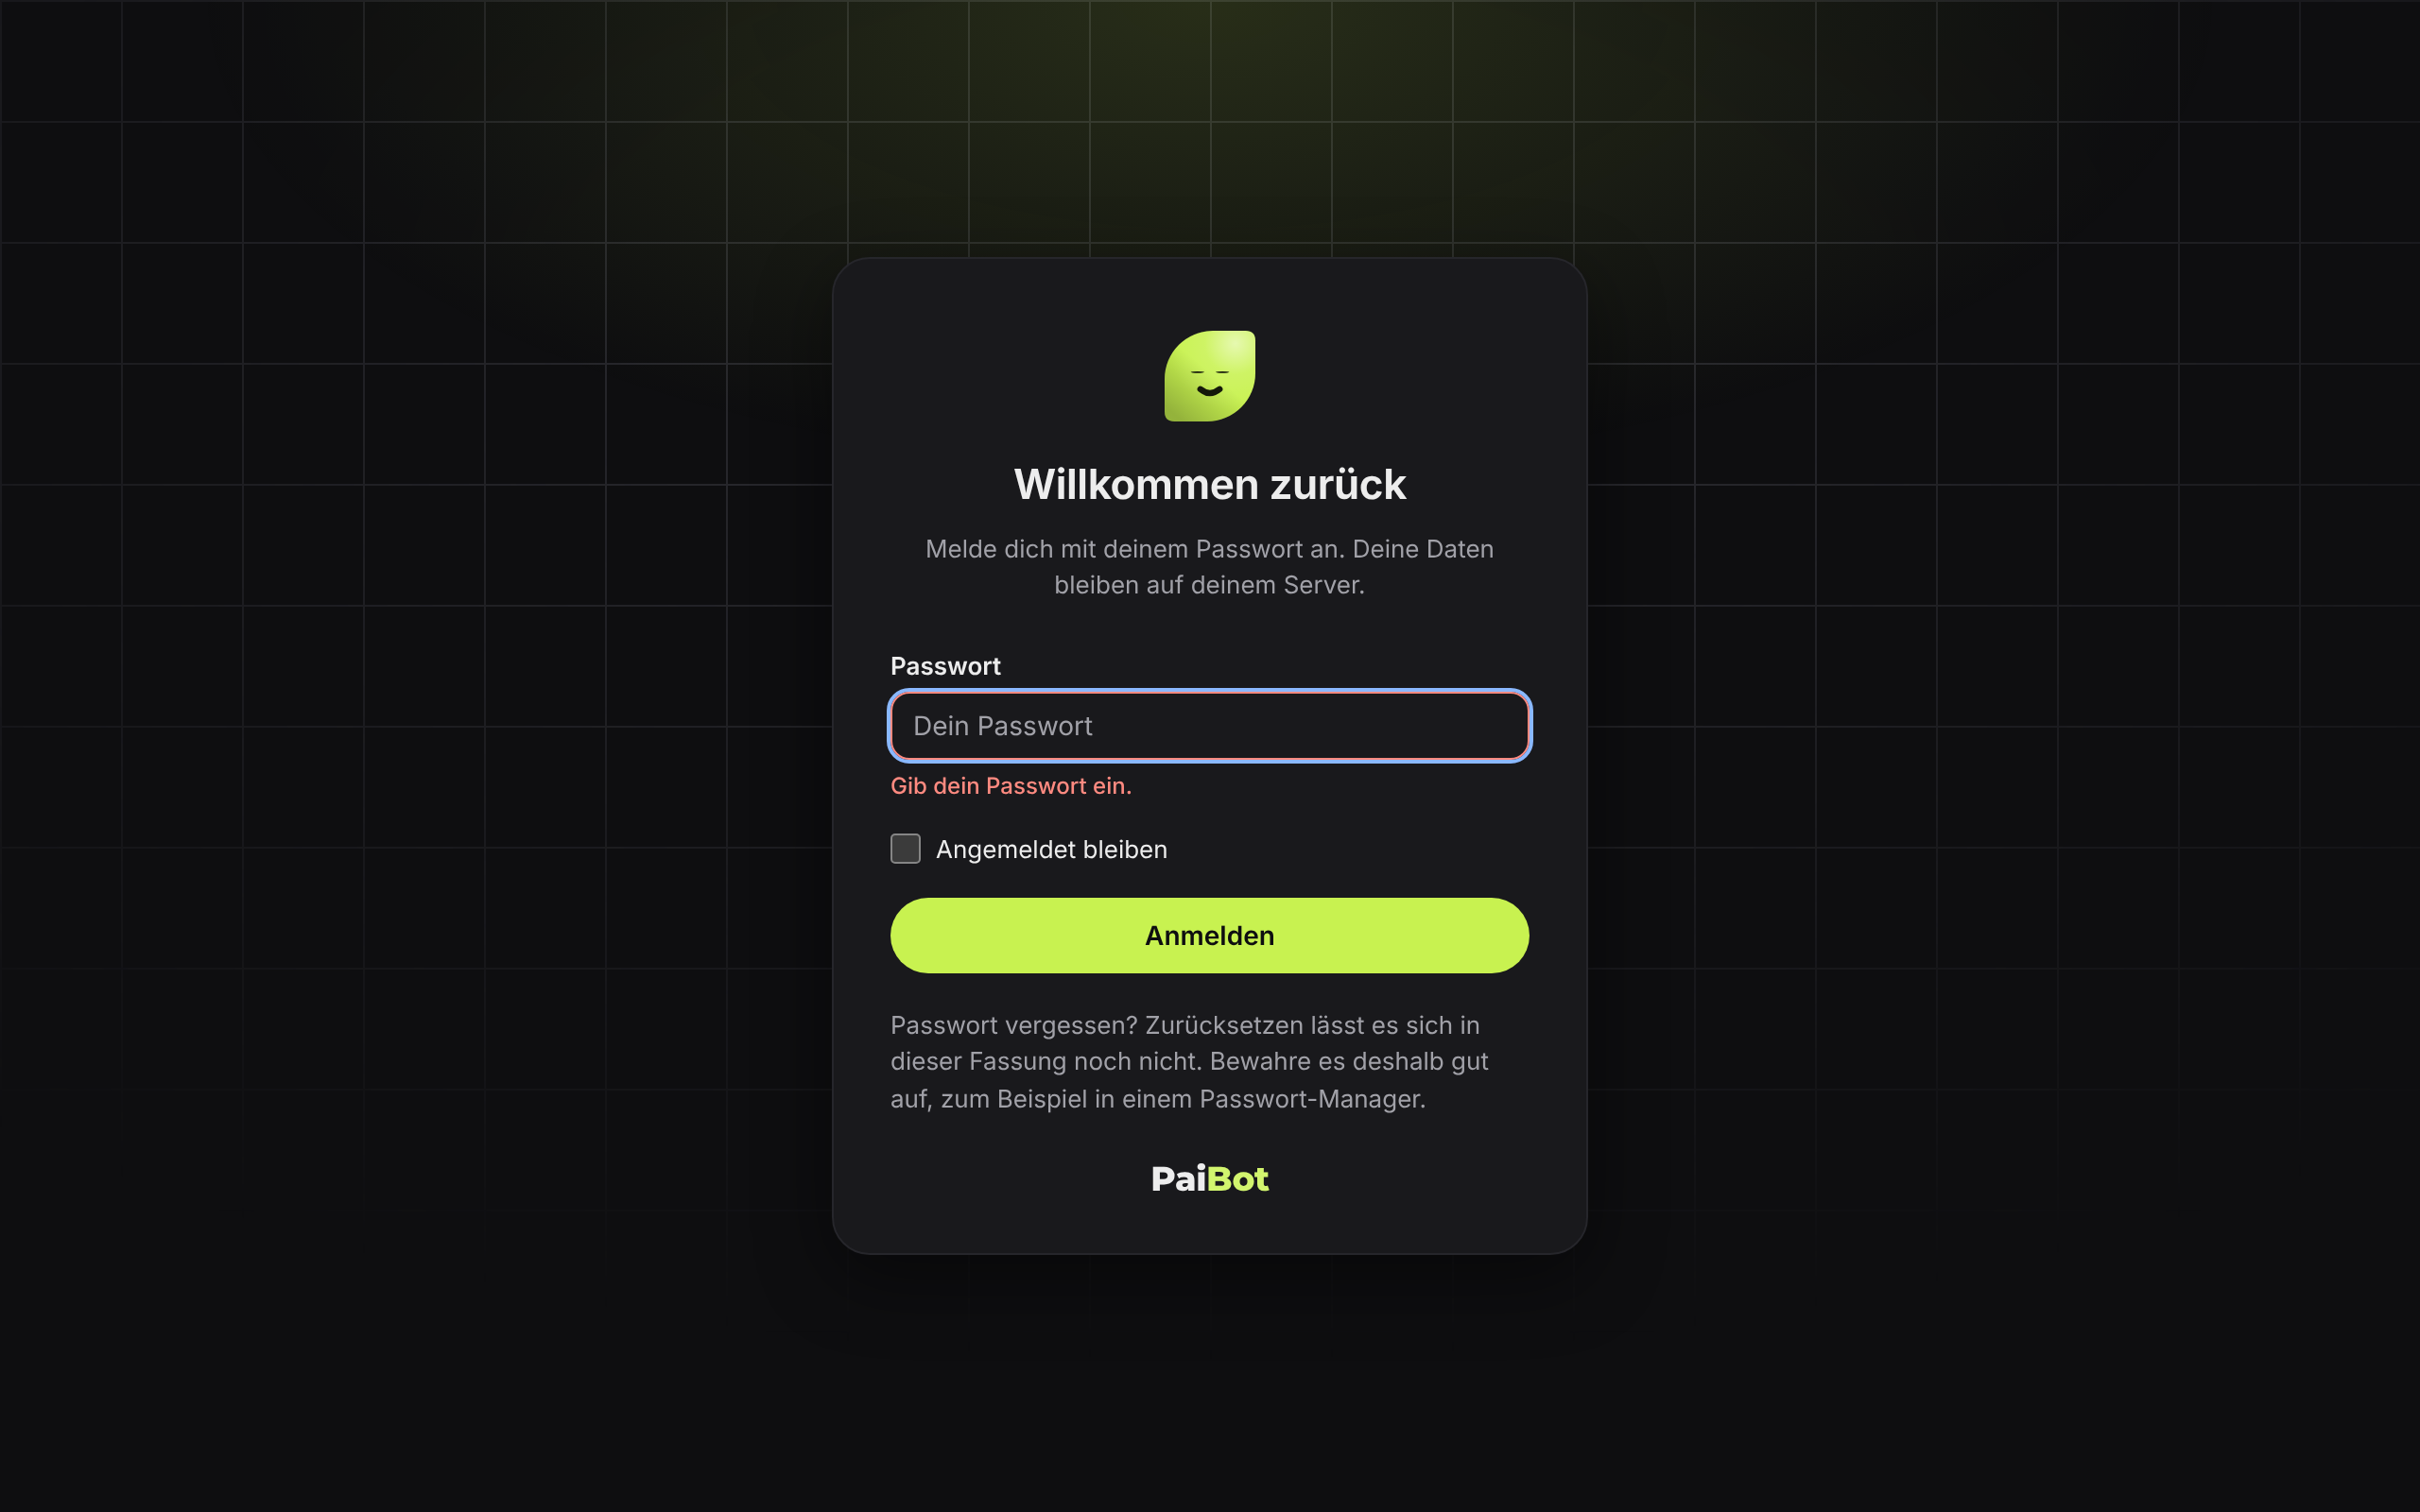 Willkommen zurück
Melde dich mit deinem Passwort an. Deine Daten
bleiben auf deinem Server.
Passwort
Dein Passwort
Gib dein Passwort ein.
Angemeldet bleiben
Anmelden
Passwort vergessen? Zurücksetzen lässt es sich in
dieser Fassung noch nicht. Bewahre es deshalb gut
auf, zum Beispiel in einem Passwort-Manager.
PaiBot